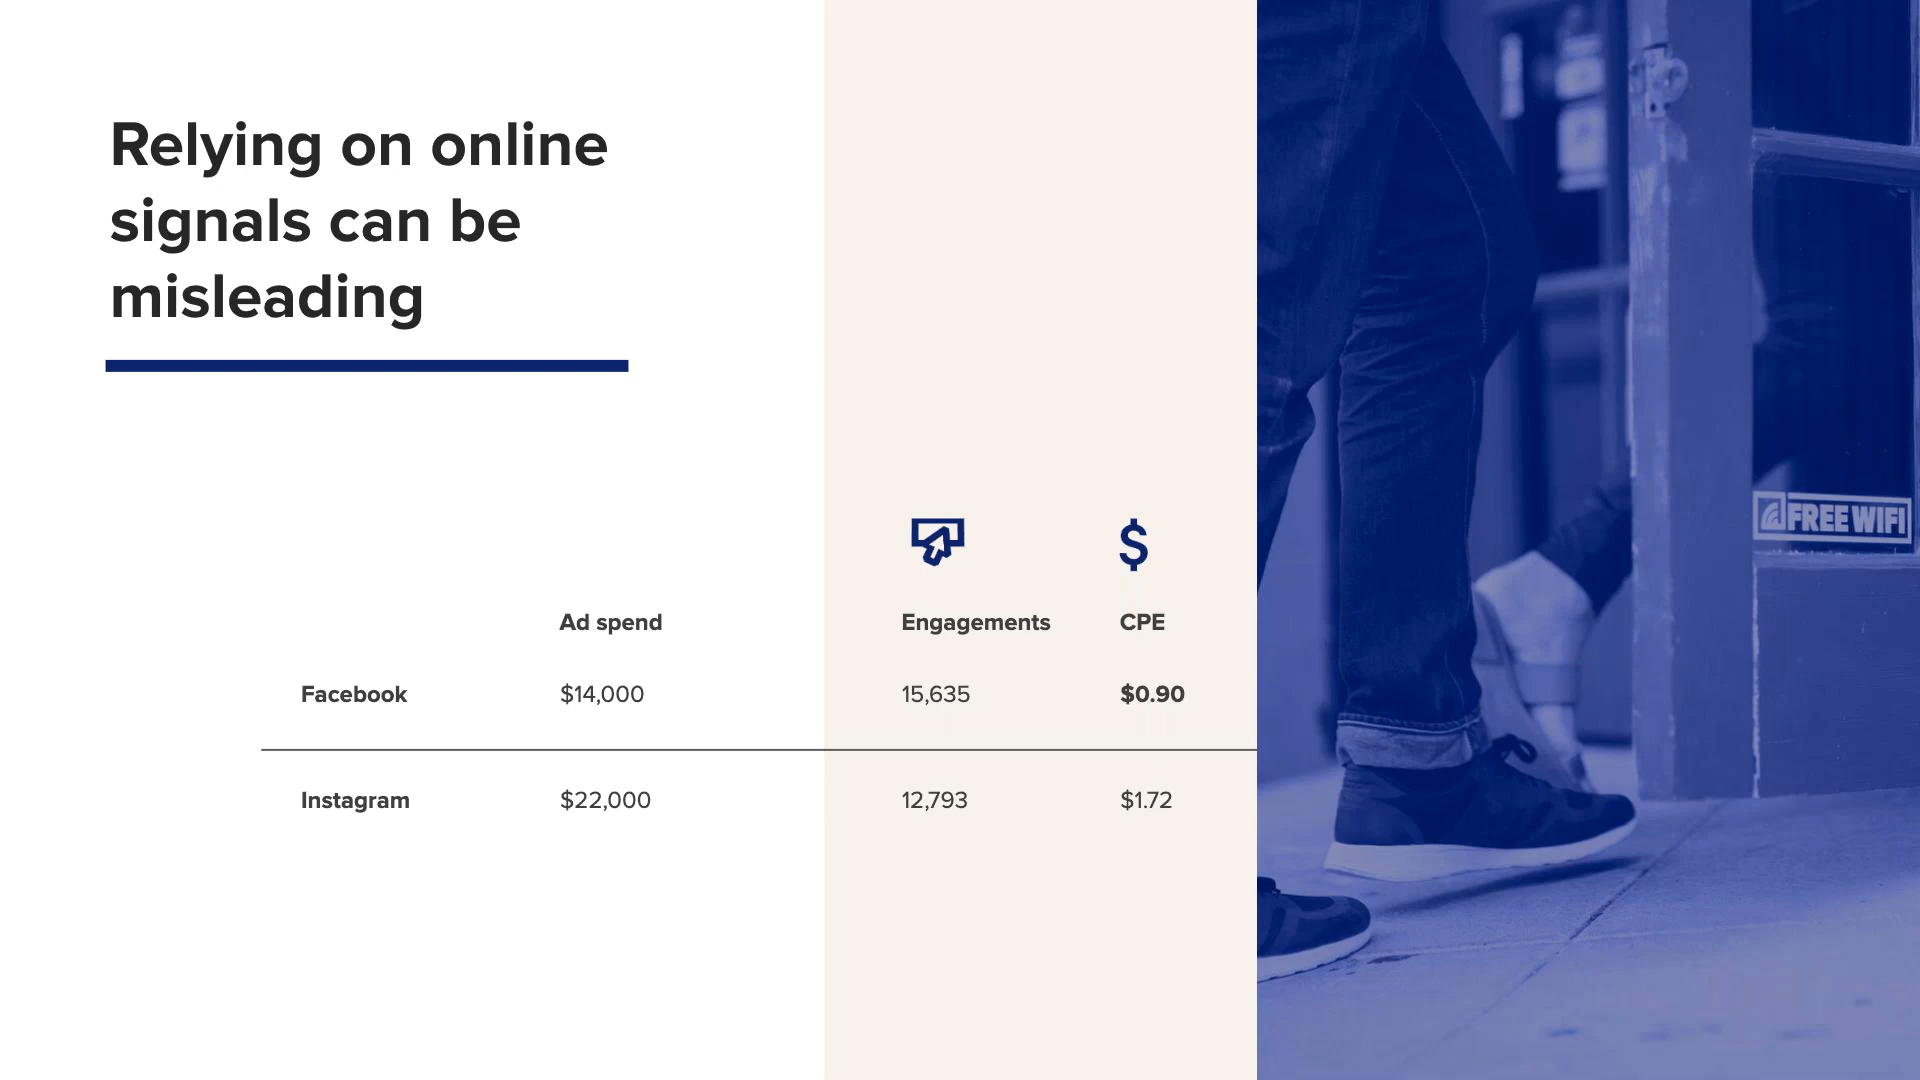 Relying on online
signals can be
misleading
Ad spend Engagements CPE
Facebook $14,000 15,635 $0.90
Instagram $22,000 12,793 $1.72
FREE WIFI